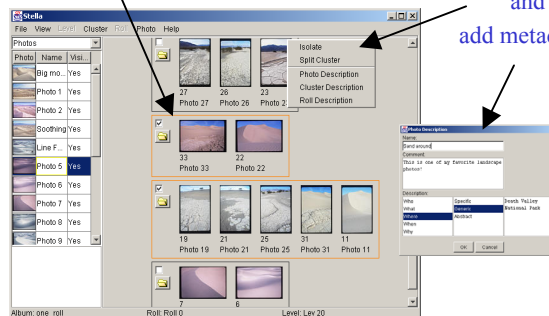 and
add metad
Stella
File View Level Cluster Roll Photo Help
Photos
Photo Name Visi...
Big mo... Yes
Photo 1 Yes
Photo 2 Yes
Soothing Yes
Line F... Yes
Photo 5 Yes
Photo 6 Yes
Photo 7 Yes
Photo 8 Yes
Photo 9 Yes
27 26 23
Photo 27 Photo 26 Photo 2
Isolate
Split Cluster
Photo Description
Cluster Description
Roll Description
33 22
Photo 33 Photo 22
19 21 25 31 11
Photo 19 Photo 21 Photo 25 Photo 31 Photo 11
7 6
Album: one_roll Roll: Roll 0 Level: Lev 20
Photo Description
Name:
Sand around
Comment:
This is one of my favorite landscape
photos!
Description:
Who Specific Death Valley
What Generic National Park
Where Abstract
When
Why
OK Cancel